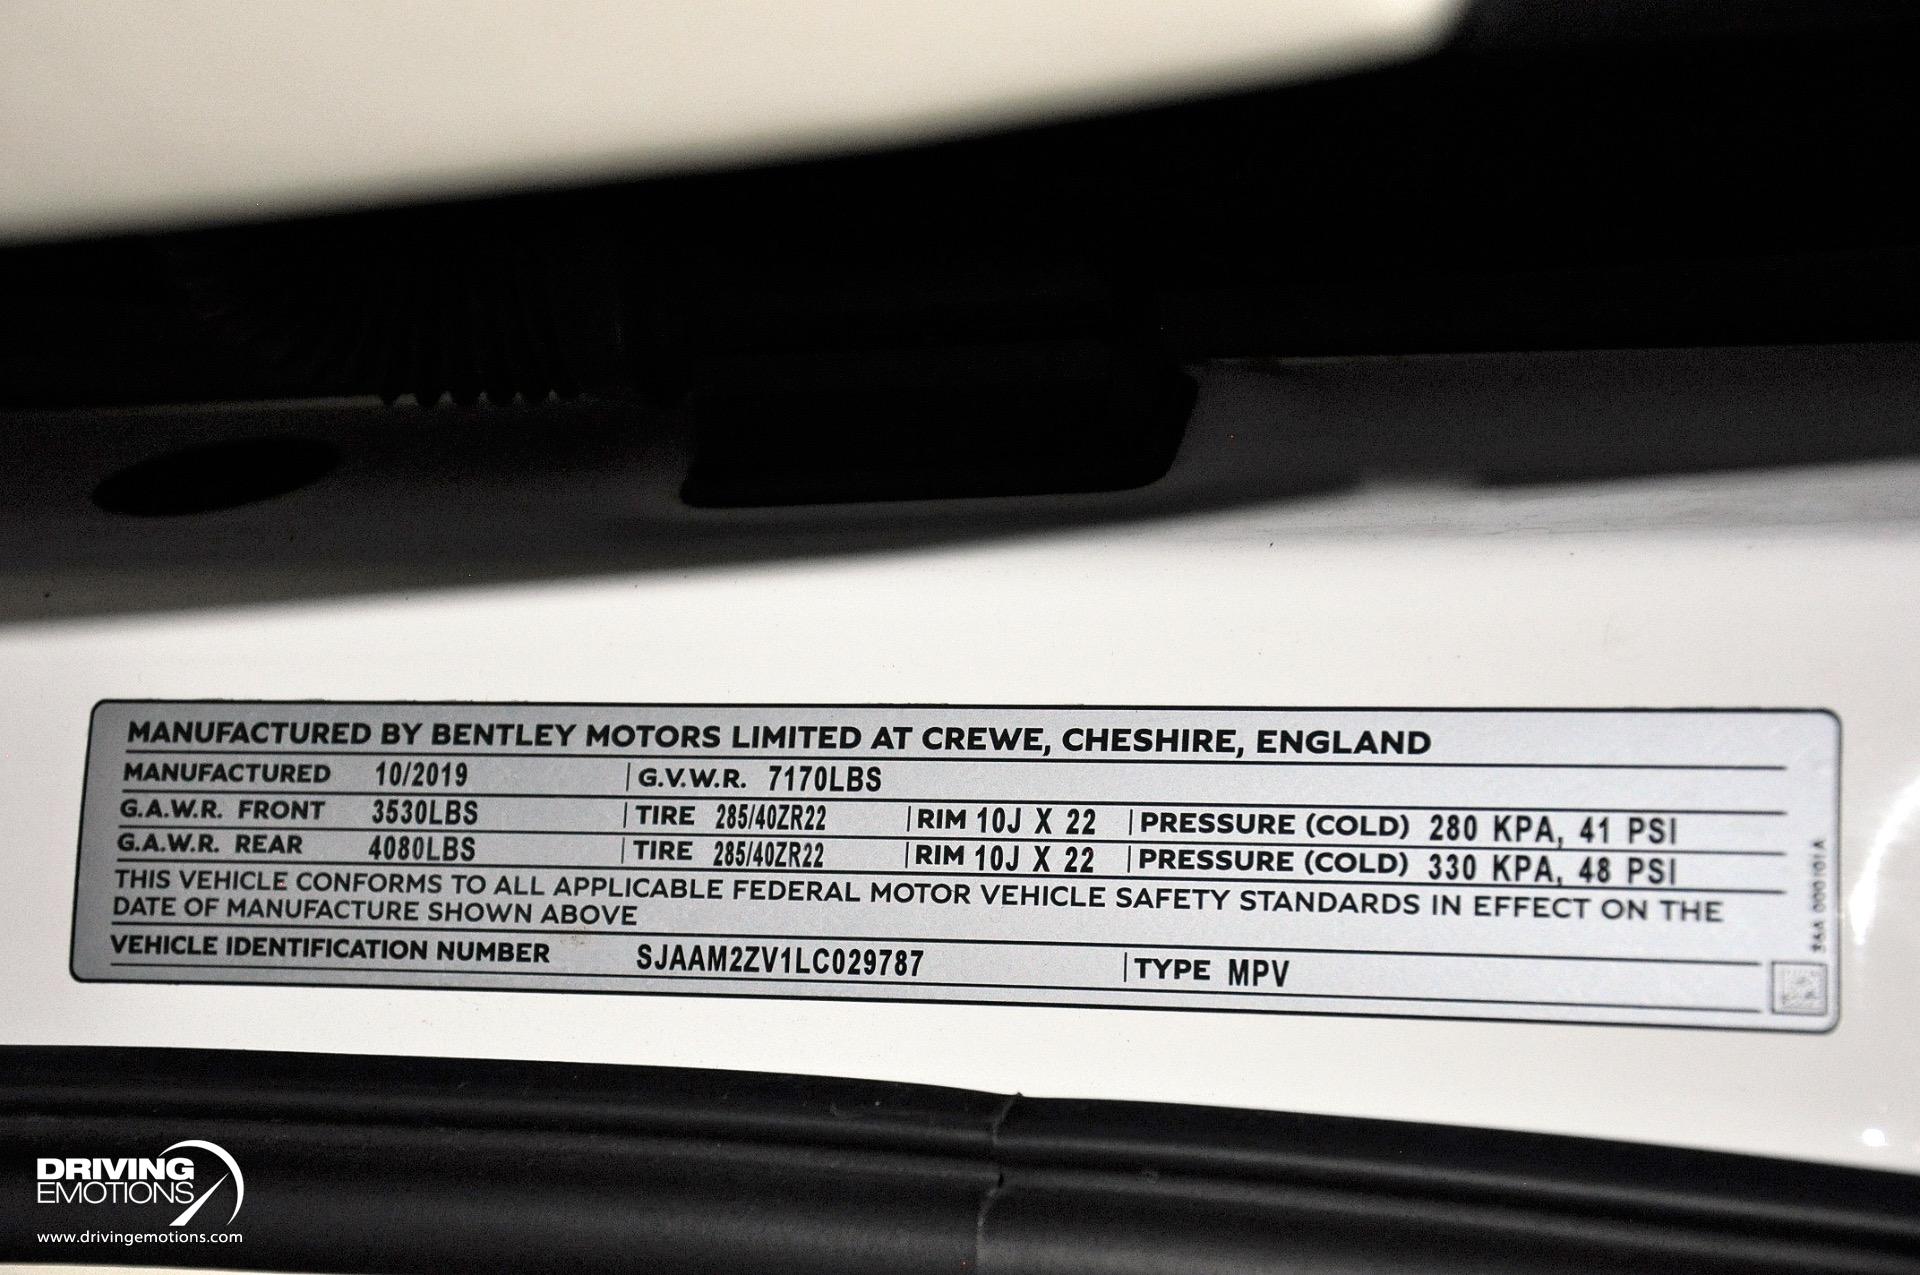 MANUFACTURED BY BENTLEY MOTORS LIMITED AT CREWE, CHESHIRE, ENGLAND
MANUFACTURED 10/2019 | G.V.W.R. 7170LBS
G.A.W.R. FRONT 3530LBS | TIRE 285/40ZR22 | RIM 10J X 22 | PRESSURE (COLD) 280 KPA, 41 PSI
G.A.W.R. REAR 4080LBS | TIRE 285/40ZR22 | RIM 10J X 22 | PRESSURE (COLD) 330 KPA, 48 PSI
THIS VEHICLE CONFORMS TO ALL APPLICABLE FEDERAL MOTOR VEHICLE SAFETY STANDARDS IN EFFECT ON THE
DATE OF MANUFACTURE SHOWN ABOVE
VEHICLE IDENTIFICATION NUMBER SJAAM2ZV1LC029787 | TYPE MPV
36A 000 101A
DRIVING
EMOTIONS
www.drivingemotions.com